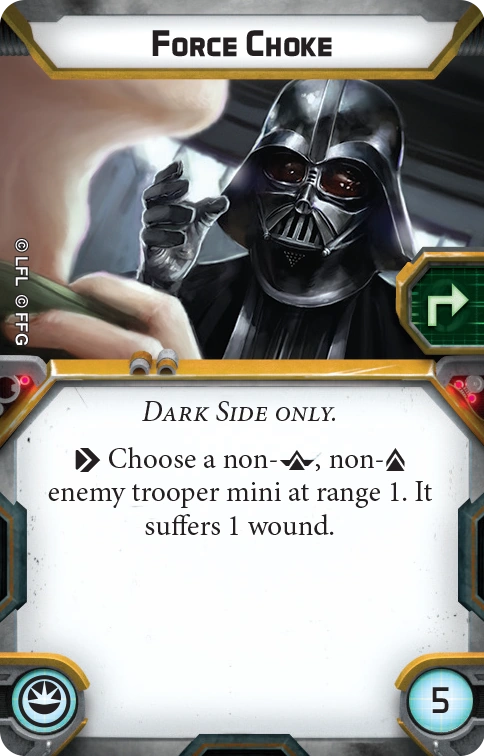 FORCE CHOKE
© LFL © FFG
DARK SIDE ONLY.
Choose a non- , non-
enemy trooper mini at range 1. It
suffers 1 wound.
5